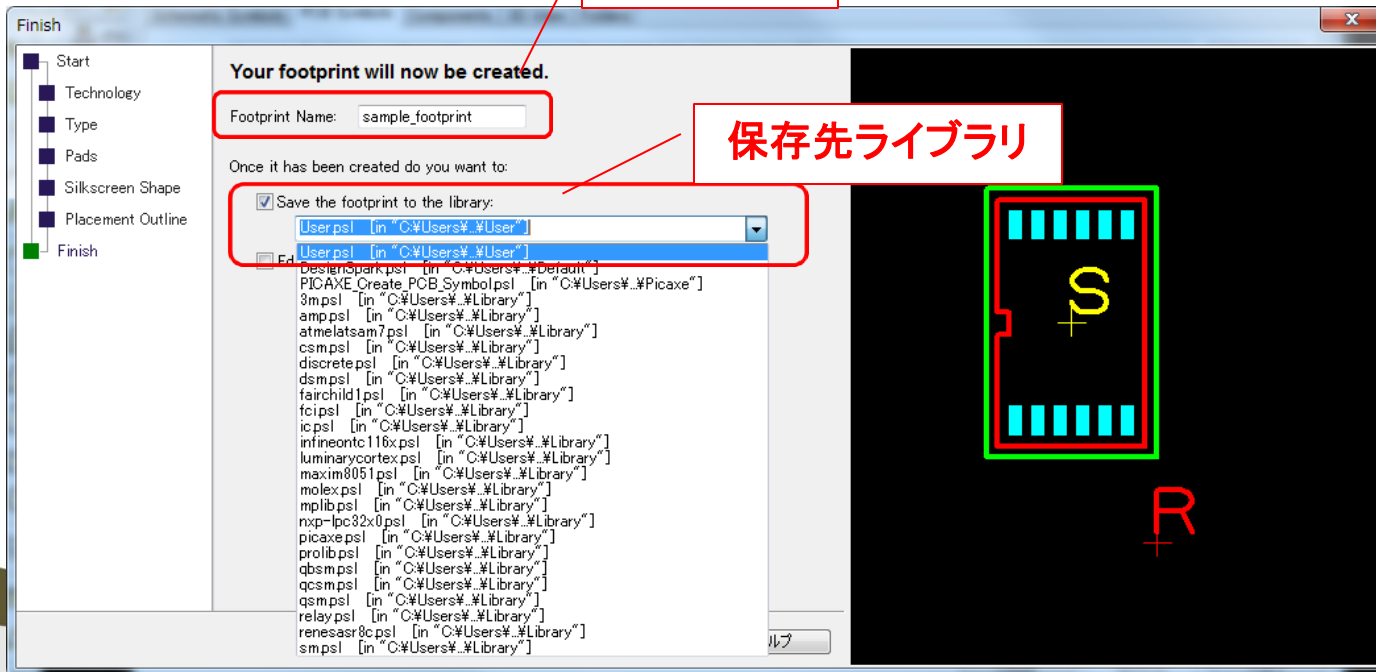 Finish
Start
Technology
Type
Pads
Silkscreen Shape
Placement Outline
Finish
Your footprint will now be created.
Footprint Name: sample_footprint
保存先ライブラリ
Once it has been created do you want to:
Save the footprint to the library:
User.psl [in "C:¥Users¥..¥User"]
User.psl [in "C:¥Users¥..¥User"]
DesignSpark.psl [in "C:¥Users¥..¥Default"]
PICAXE_Create_PCB_Symbol.psl [in "C:¥Users¥..¥Picaxe"]
3m.psl [in "C:¥Users¥..¥Library"]
amp.psl [in "C:¥Users¥..¥Library"]
atmelatsam7.psl [in "C:¥Users¥..¥Library"]
csm.psl [in "C:¥Users¥..¥Library"]
discrete.psl [in "C:¥Users¥..¥Library"]
dsm.psl [in "C:¥Users¥..¥Library"]
fairchild1.psl [in "C:¥Users¥..¥Library"]
fci.psl [in "C:¥Users¥..¥Library"]
ic.psl [in "C:¥Users¥..¥Library"]
infineontc116x.psl [in "C:¥Users¥..¥Library"]
luminarycortex.psl [in "C:¥Users¥..¥Library"]
maxim8051.psl [in "C:¥Users¥..¥Library"]
molex.psl [in "C:¥Users¥..¥Library"]
mplib.psl [in "C:¥Users¥..¥Library"]
nxp-lpc32x0.psl [in "C:¥Users¥..¥Library"]
picaxe.psl [in "C:¥Users¥..¥Library"]
prolib.psl [in "C:¥Users¥..¥Library"]
qbsm.psl [in "C:¥Users¥..¥Library"]
qcsm.psl [in "C:¥Users¥..¥Library"]
qsm.psl [in "C:¥Users¥..¥Library"]
relay.psl [in "C:¥Users¥..¥Library"]
renesasr8c.psl [in "C:¥Users¥..¥Library"]
sm.psl [in "C:¥Users¥..¥Library"]
ルプ
S
R